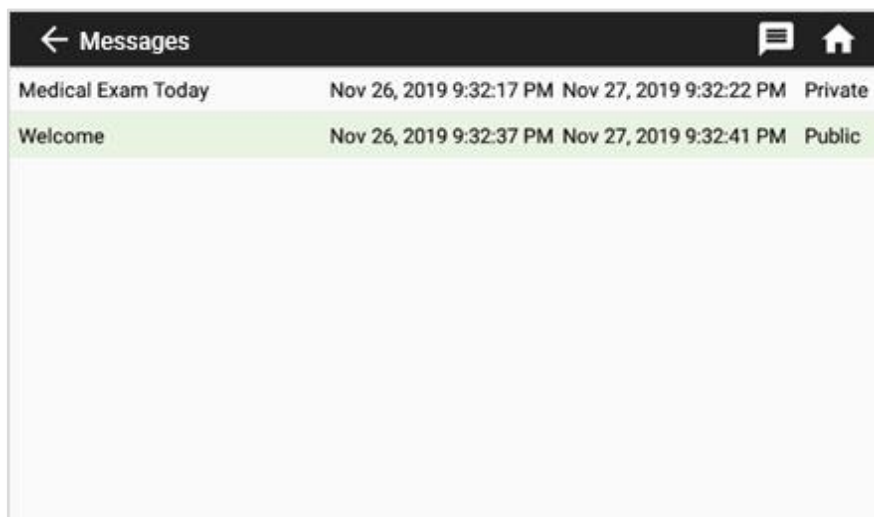 Messages
Medical Exam Today Nov 26, 2019 9:32:17 PM Nov 27, 2019 9:32:22 PM Private
Welcome Nov 26, 2019 9:32:37 PM Nov 27, 2019 9:32:41 PM Public